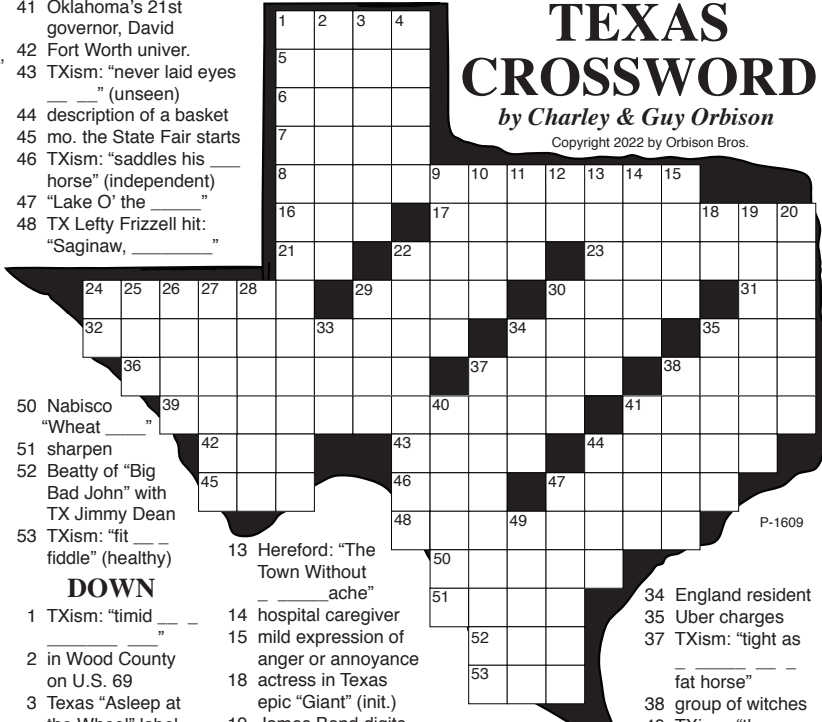 41 Oklahoma's 21st
governor, David
42 Fort Worth univer.
43 TXism: “never laid eyes
__ __” (unseen)
44 description of a basket
45 mo. the State Fair starts
46 TXism: “saddles his ___
horse” (independent)
47 “Lake O’ the _____”
48 TX Lefty Frizzell hit:
“Saginaw, ________”
TEXAS
CROSSWORD
by Charley & Guy Orbison
Copyright 2022 by Orbison Bros.
1 2 3 4
5
6
7
8 9 10 11 12 13 14 15
16 17 18 19 20
21 22 23
24 25 26 27 28 29 30 31
32 33 34 35
36 37 38
39 40 41
42 43 44
45 46 47
48 49
50
51
52
53
P-1609
50 Nabisco
“Wheat ____”
51 sharpen
52 Beatty of “Big
Bad John” with
TX Jimmy Dean
53 TXism: “fit __ _
fiddle” (healthy)
DOWN
1 TXism: “timid __ _
_______ ___”
2 in Wood County
on U.S. 69
3 Texas “Asleep at
the Wheel” label
13 Hereford: “The
Town Without
_ _____ache”
14 hospital caregiver
15 mild expression of
anger or annoyance
18 actress in Texas
epic “Giant” (init.)
19 James Bond digits
34 England resident
35 Uber charges
37 TXism: “tight as
_ _____ __ _
fat horse”
38 group of witches